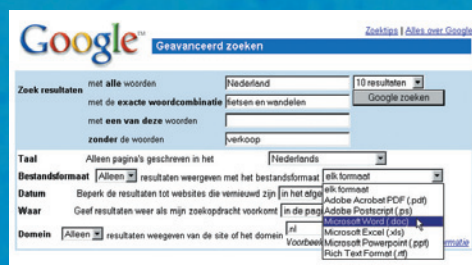 Google™ Geavanceerd zoeken
Zoektips | Alles over Google
Zoek resultaten
met alle woorden Nederland 10 resultaten
met de exacte woordcombinatie fietsen en wandelen Google zoeken
met een van deze woorden
zonder de woorden verkoop
Taal Alleen pagina's geschreven in het Nederlands
Bestandsformaat Alleen resultaten weergeven met het bestandsformaat elk formaat
elk formaat
Adobe Acrobat PDF (.pdf)
Adobe Postscript (.ps)
Microsoft Word (.doc)
Microsoft Excel (.xls)
Microsoft Powerpoint (.ppt)
Rich Text Format (.rtf)
Datum Beperk de resultaten tot websites die vernieuwd zijn in het afge
Waar Geef resultaten weer als mijn zoekopdracht voorkomt in de pag
Domein Alleen resultaten weegeven van de site of het domein .nl
Voorbeel